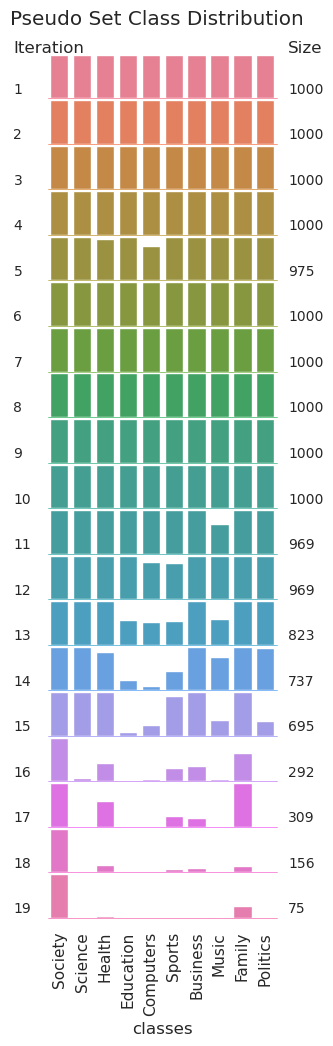 Pseudo Set Class Distribution
Iteration Size
1 1000
2 1000
3 1000
4 1000
5 975
6 1000
7 1000
8 1000
9 1000
10 1000
11 969
12 969
13 823
14 737
15 695
16 292
17 309
18 156
19 75
Society
Science
Health
Education
Computers
Sports
Business
Music
Family
Politics
classes